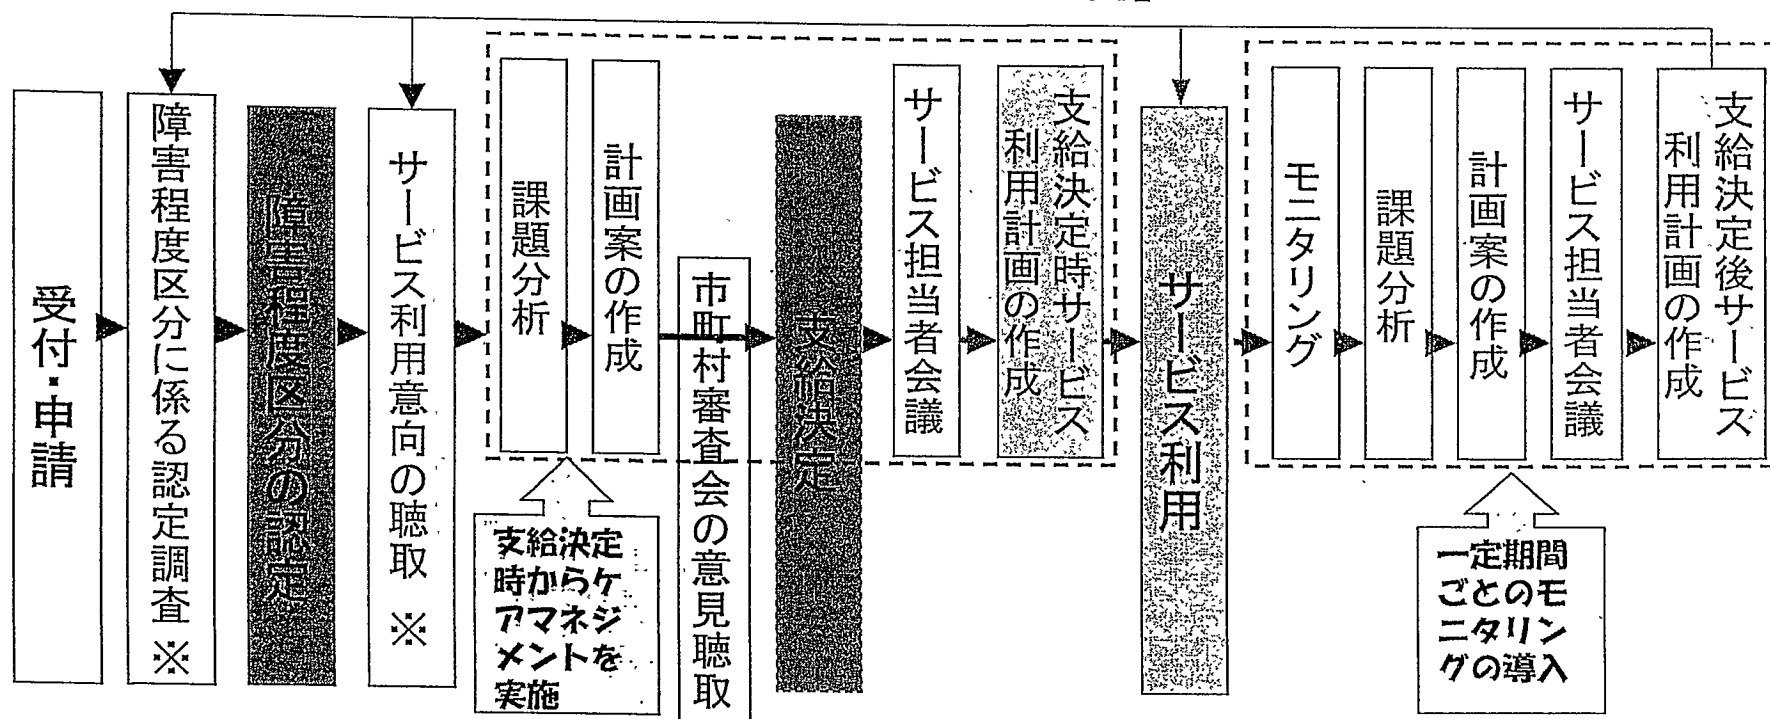 受付・申請
障害程度区分に係る認定調査※
障害程度区分の認定
サービス利用意向の聴取 ※
課題分析
計画案の作成
支給決定
時からケ
アマネジ
メントを
実施
市町村審査会の意見聴取
支給決定
サービス担当者会議
支給決定時サービス
利用計画の作成
サービス利用
モニタリング
課題分析
計画案の作成
サービス担当者会議
支給決定後サービス
利用計画の作成
一定期間
ごとのモ
ニタリン
グの導入